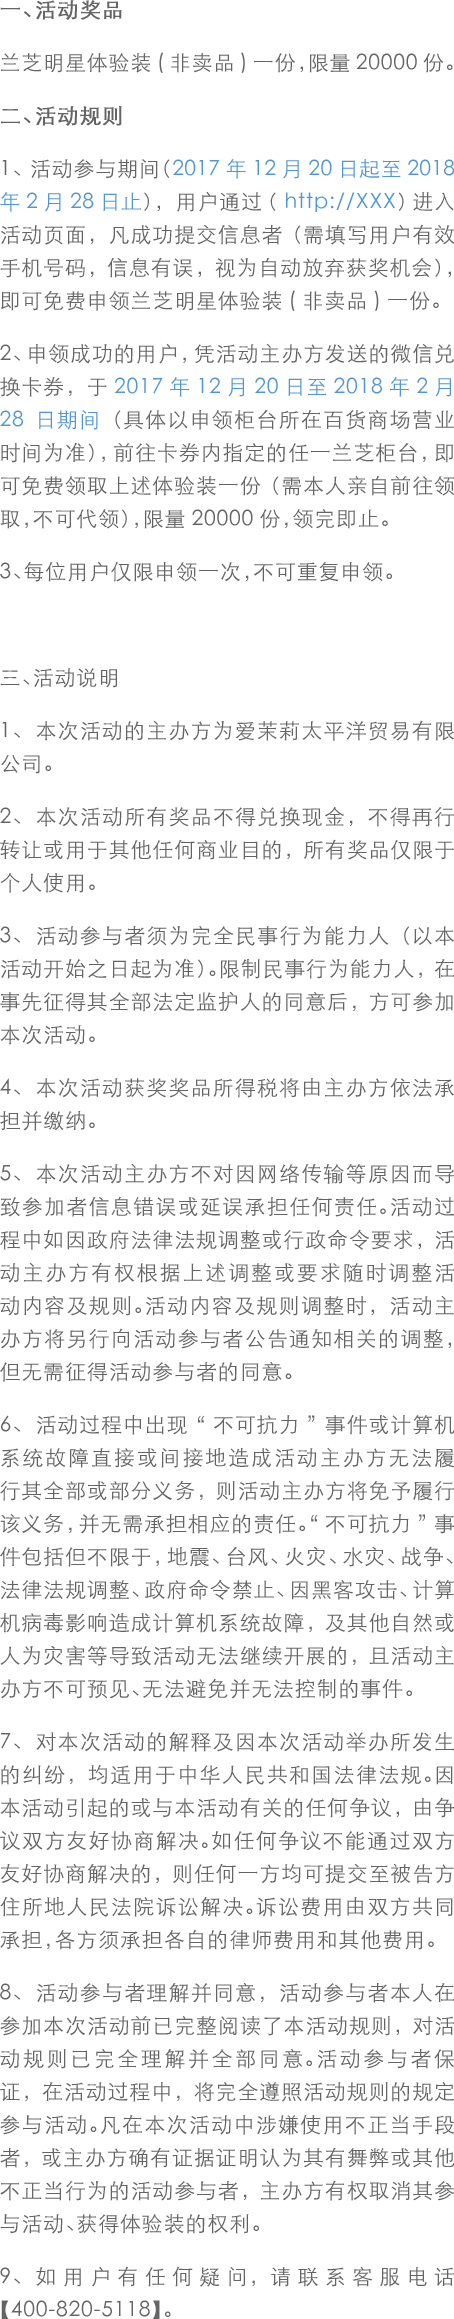 一、活动奖品
兰芝明星体验装 ( 非卖品 ) 一份，限量 20000 份。
二、活动规则
1、 活动参与期间（2017 年 12 月 20 日起至 2018
年 2 月 28 日止），用户通过（ http://XXX）进入
活动页面，凡成功提交信息者（需填写用户有效
手机号码，信息有误，视为自动放弃获奖机会），
即可免费申领兰芝明星体验装 ( 非卖品 ) 一份。
2、申领成功的用户，凭活动主办方发送的微信兑
换卡券，于 2017 年 12 月 20 日至 2018 年 2 月
28 日期间（具体以申领柜台所在百货商场营业
时间为准），前往卡券内指定的任一兰芝柜台，即
可免费领取上述体验装一份（需本人亲自前往领
取，不可代领），限量 20000 份，领完即止。
3、每位用户仅限申领一次，不可重复申领。
三、活动说明
1、 本次活动的主办方为爱茉莉太平洋贸易有限
公司。
2、 本次活动所有奖品不得兑换现金，不得再行
转让或用于其他任何商业目的，所有奖品仅限于
个人使用。
3、 活动参与者须为完全民事行为能力人（以本
活动开始之日起为准）。限制民事行为能力人，在
事先征得其全部法定监护人的同意后，方可参加
本次活动。
4、 本次活动获奖奖品所得税将由主办方依法承
担并缴纳。
5、 本次活动主办方不对因网络传输等原因而导
致参加者信息错误或延误承担任何责任。活动过
程中如因政府法律法规调整或行政命令要求，活
动主办方有权根据上述调整或要求随时调整活
动内容及规则。活动内容及规则调整时，活动主
办方将另行向活动参与者公告通知相关的调整，
但无需征得活动参与者的同意。
6、 活动过程中出现 “ 不可抗力 ” 事件或计算机
系统故障直接或间接地造成活动主办方无法履
行其全部或部分义务，则活动主办方将免予履行
该义务，并无需承担相应的责任。“ 不可抗力 ” 事
件包括但不限于，地震、台风、火灾、水灾、战争、
法律法规调整、政府命令禁止、因黑客攻击、计算
机病毒影响造成计算机系统故障，及其他自然或
人为灾害等导致活动无法继续开展的，且活动主
办方不可预见、无法避免并无法控制的事件。
7、 对本次活动的解释及因本次活动举办所发生
的纠纷，均适用于中华人民共和国法律法规。因
本活动引起的或与本活动有关的任何争议，由争
议双方友好协商解决。如任何争议不能通过双方
友好协商解决的，则任何一方均可提交至被告方
住所地人民法院诉讼解决。诉讼费用由双方共同
承担，各方须承担各自的律师费用和其他费用。
8、 活动参与者理解并同意，活动参与者本人在
参加本次活动前已完整阅读了本活动规则，对活
动规则已完全理解并全部同意。活动参与者保
证，在活动过程中，将完全遵照活动规则的规定
参与活动。凡在本次活动中涉嫌使用不正当手段
者，或主办方确有证据证明认为其有舞弊或其他
不正当行为的活动参与者，主办方有权取消其参
与活动、获得体验装的权利。
9、如用户有任何疑问，请联系客服电话
【400-820-5118】。